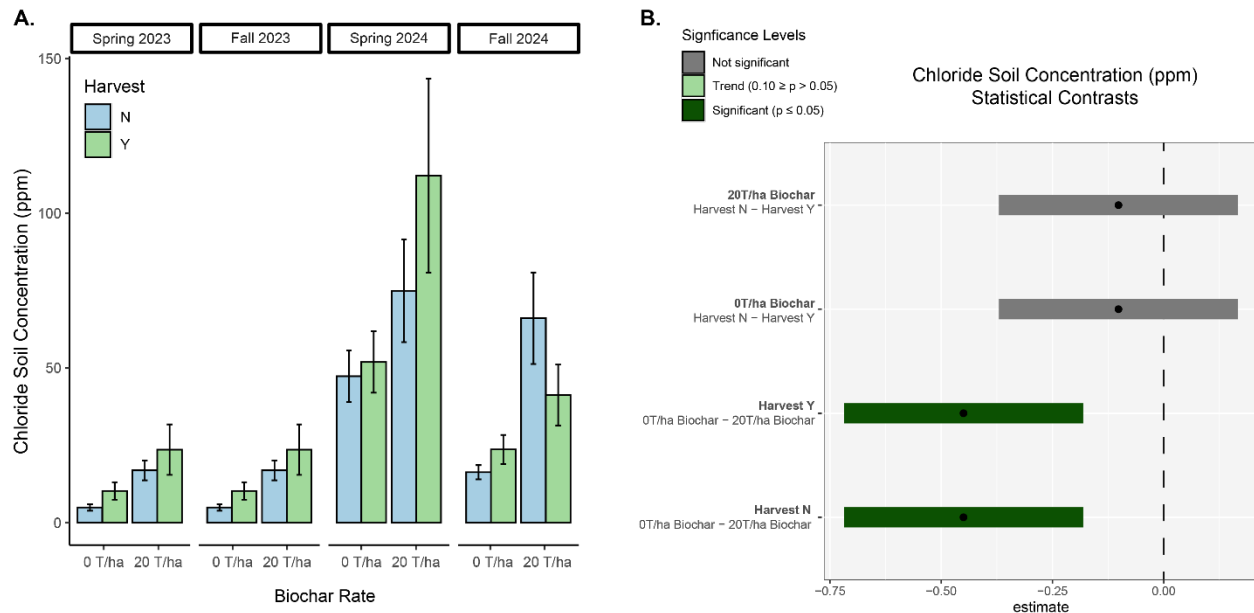 A.
Spring 2023
Fall 2023
Spring 2024
Fall 2024
Chloride Soil Concentration (ppm)
150
100
50
0
Harvest
N
Y
0 T/ha
20 T/ha
0 T/ha
20 T/ha
0 T/ha
20 T/ha
0 T/ha
20 T/ha
Biochar Rate
B.
Signficance Levels
Not significant
Trend (0.10 ≥ p > 0.05)
Significant (p ≤ 0.05)
Chloride Soil Concentration (ppm)
Statistical Contrasts
20T/ha Biochar
Harvest N − Harvest Y
0T/ha Biochar
Harvest N − Harvest Y
Harvest Y
0T/ha Biochar − 20T/ha Biochar
Harvest N
0T/ha Biochar − 20T/ha Biochar
−0.75
−0.50
−0.25
0.00
estimate